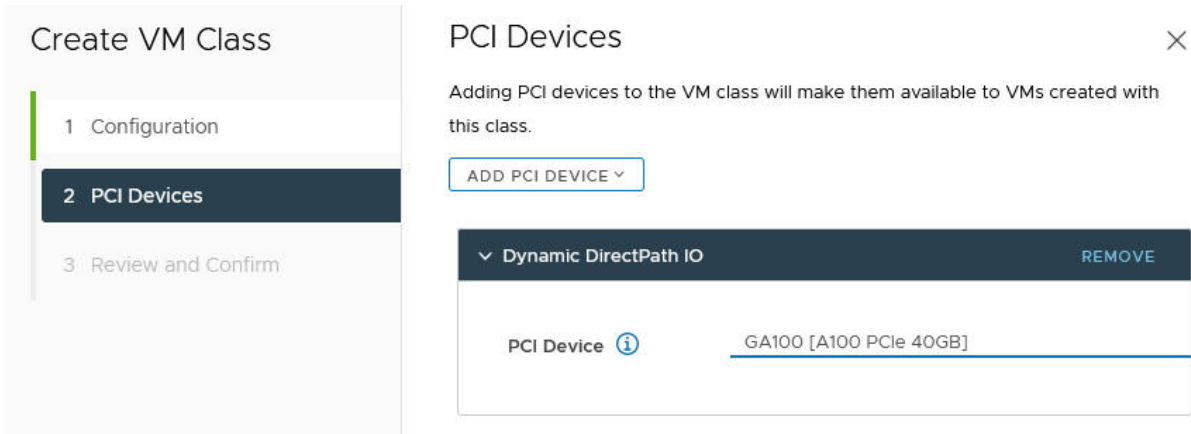 Create VM Class
1 Configuration
2 PCI Devices
3 Review and Confirm
PCI Devices
Adding PCI devices to the VM class will make them available to VMs created with
this class.
ADD PCI DEVICE
Dynamic DirectPath IO
REMOVE
PCI Device
GA100 [A100 PCIe 40GB]